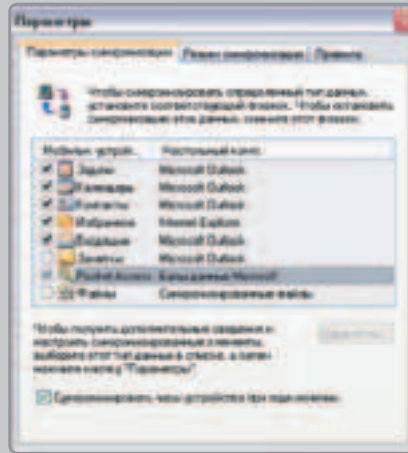 Параметры
Параметры синхронизации Режим синхронизации Правила
Чтобы синхронизировать определенный тип данных,
установите соответствующий флажок. Чтобы остановить
синхронизацию этих данных, снимите этот флажок.
Мобильн. устрой... Настольный комп...
Задачи Microsoft Outlook
Календарь Microsoft Outlook
Контакты Microsoft Outlook
Избранное Internet Explorer
Входящие Microsoft Outlook
Заметки Microsoft Outlook
Pocket Access Базы данных Microsoft
Файлы Синхронизированные файлы
Чтобы получить дополнительные сведения и
настроить синхронизированные элементы,
выберите этот тип данных в списке, а затем
нажмите кнопку "Параметры".
Синхронизировать часы устройства при подключении